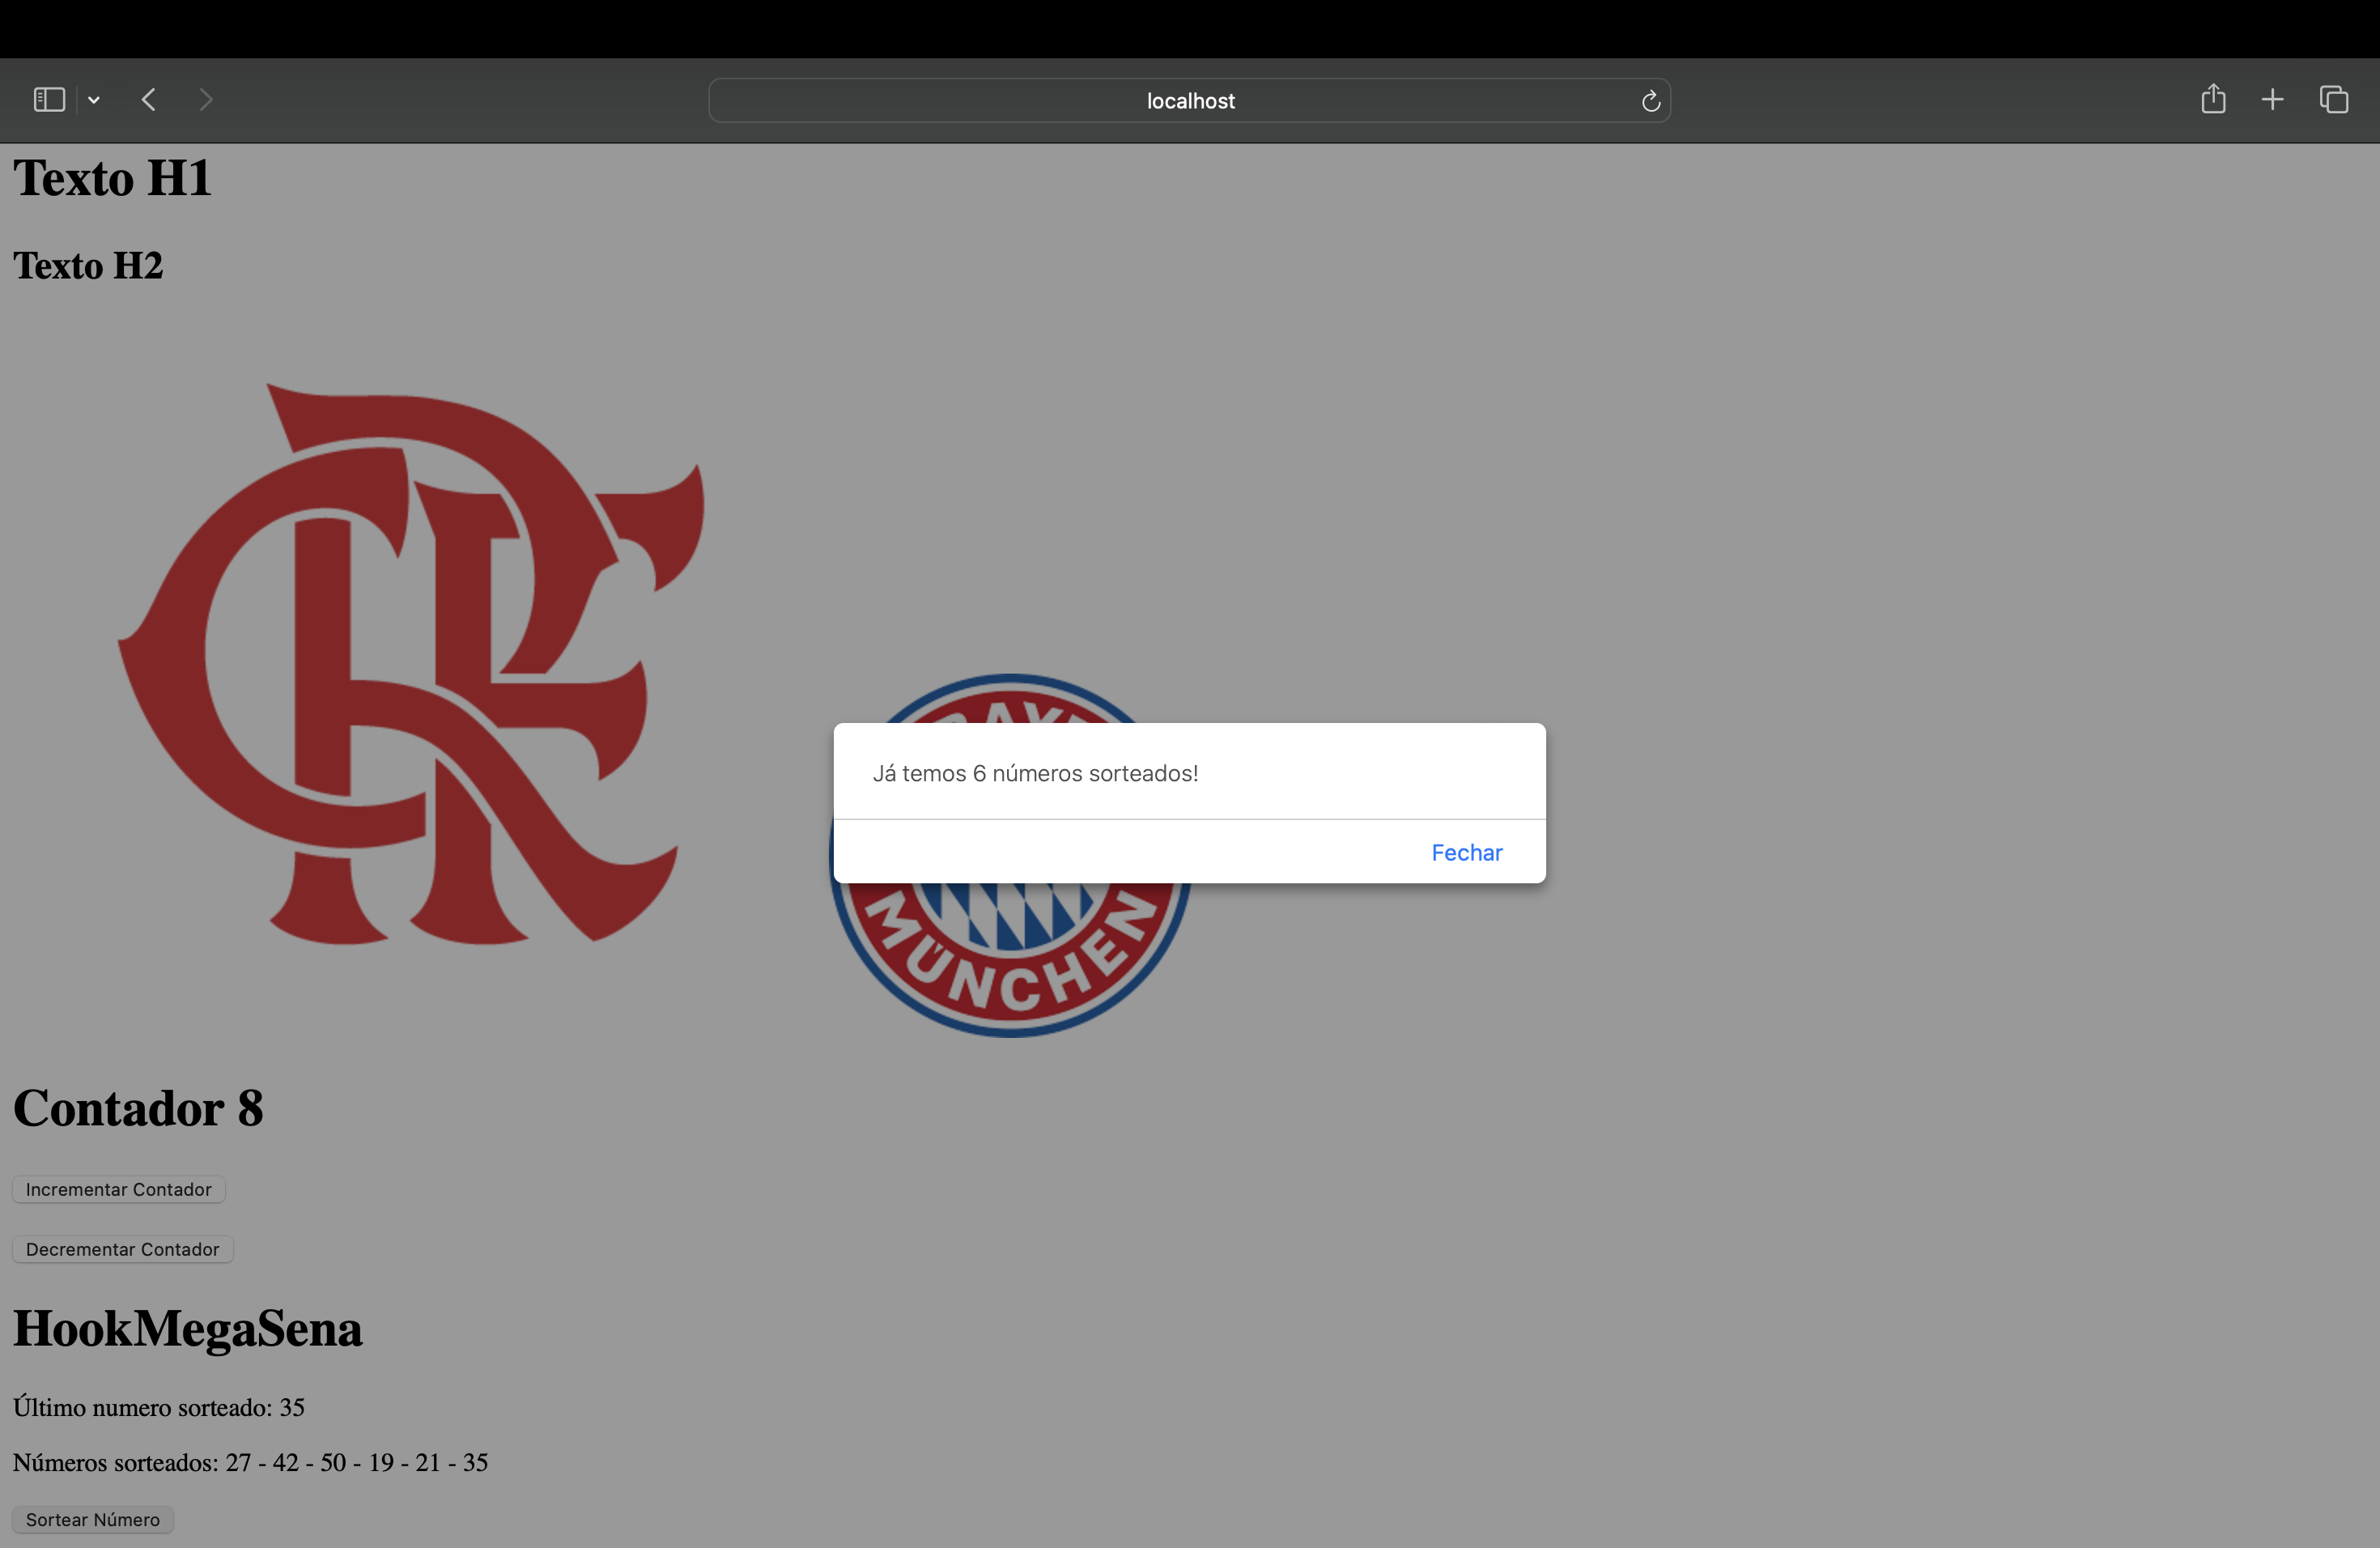 localhost
Texto H1
Texto H2
Já temos 6 números sorteados!
Fechar
MÜNCHEN
Contador 8
Incrementar Contador
Decrementar Contador
HookMegaSena
Último numero sorteado: 35
Números sorteados: 27 - 42 - 50 - 19 - 21 - 35
Sortear Número